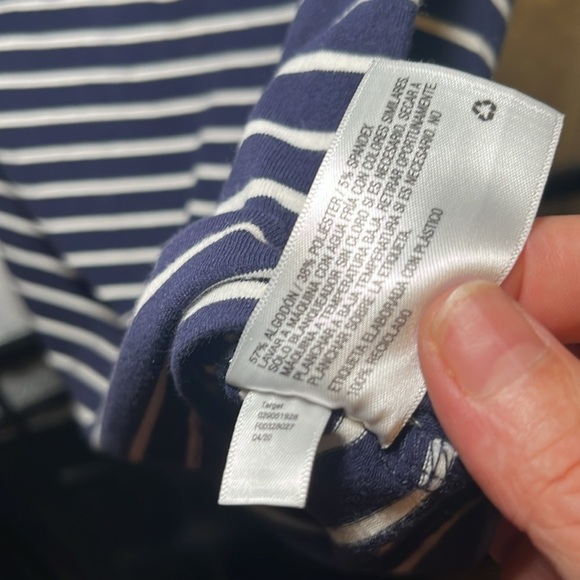 57% ALGODÓN / 38% POLIÉSTER / 5% SPANDEX
LAVAR A MÁQUINA CON AGUA FRÍA CON COLORES SIMILARES.
SOLO BLANQUEADOR SIN CLORO SI ES NECESARIO. SECAR A
MÁQUINA A TEMPERATURA BAJA. RETIRAR OPORTUNAMENTE.
PLANCHAR A BAJA TEMPERATURA SI ES NECESARIO. NO
PLANCHAR SOBRE LA ETIQUETA.
ETIQUETA ELABORADA CON PLÁSTICO
100% RECICLADO
Target
029001928
F00328027
04/20